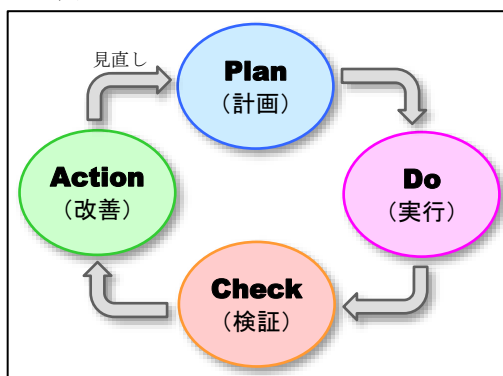 見直し
Plan
（計画）
Do
（実行）
Check
（検証）
Action
（改善）